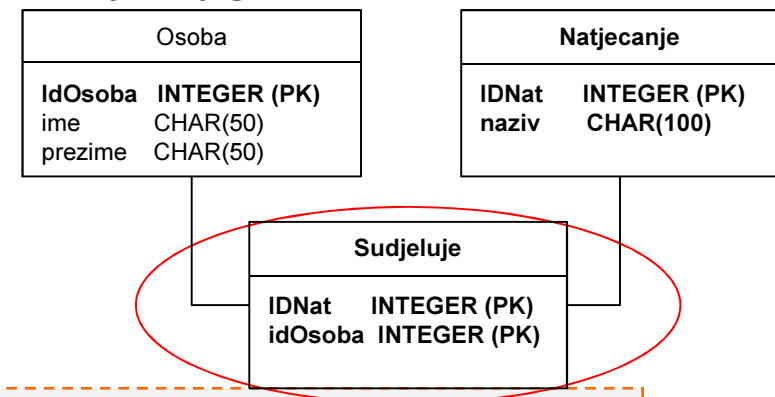 Osoba
IdOsoba INTEGER (PK)
ime CHAR(50)
prezime CHAR(50)
Natjecanje
IDNat INTEGER (PK)
naziv CHAR(100)
Sudjeluje
IDNat INTEGER (PK)
idOsoba INTEGER (PK)